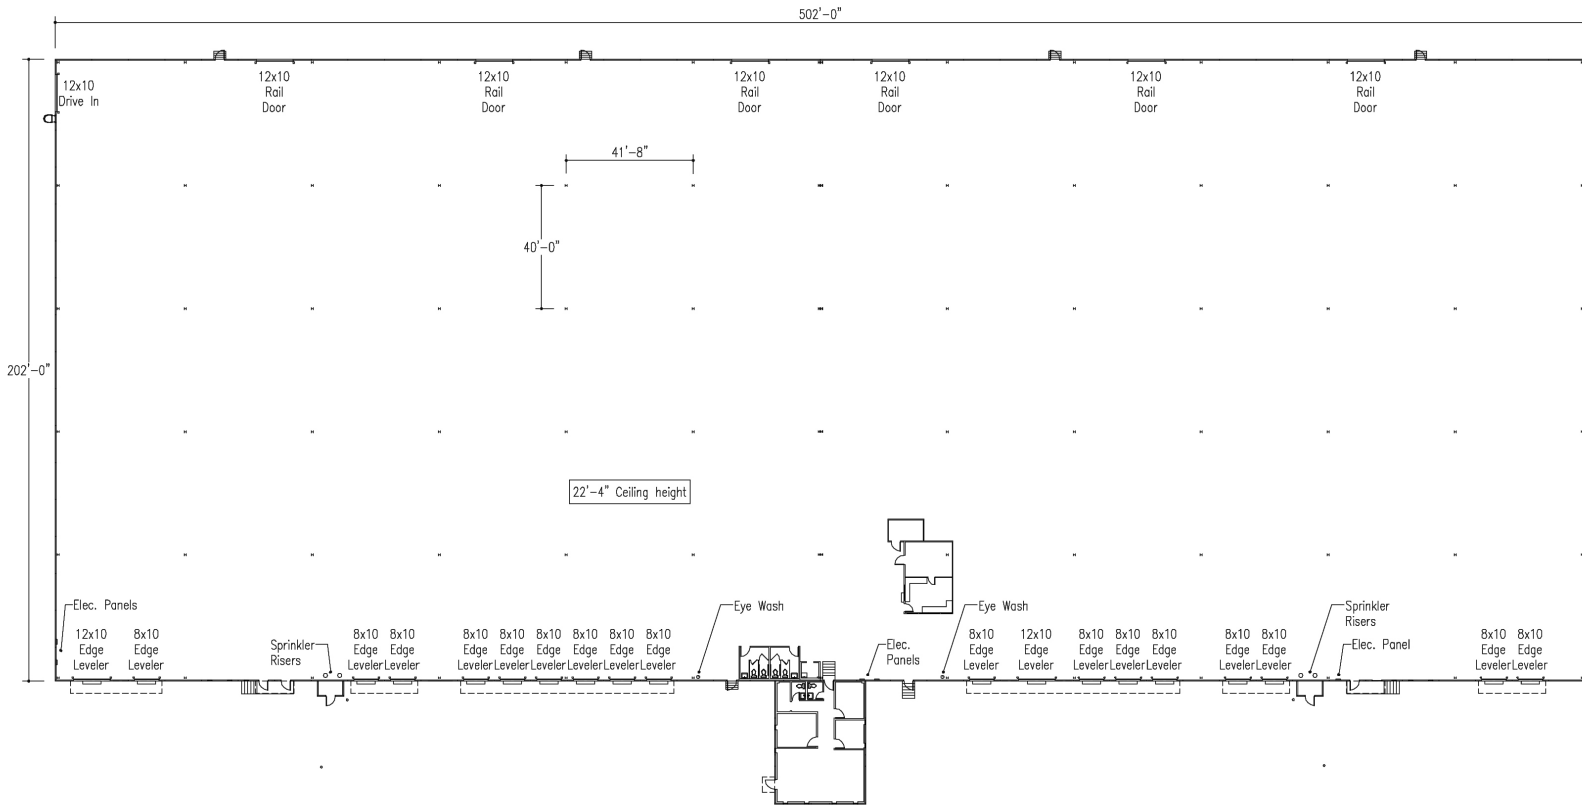 502'-0"
12x10
Drive In
12x10
Rail
Door
12x10
Rail
Door
12x10
Rail
Door
12x10
Rail
Door
12x10
Rail
Door
12x10
Rail
Door
41'-8"
40'-0"
202'-0"
22'-4" Ceiling height
Elec. Panels
12x10
Edge
Leveler
8x10
Edge
Leveler
Sprinkler
Risers
8x10
Edge
Leveler
8x10
Edge
Leveler
8x10
Edge
Leveler
8x10
Edge
Leveler
8x10
Edge
Leveler
8x10
Edge
Leveler
8x10
Edge
Leveler
8x10
Edge
Leveler
Eye Wash
Elec.
Panels
Eye Wash
8x10
Edge
Leveler
12x10
Edge
Leveler
8x10
Edge
Leveler
8x10
Edge
Leveler
8x10
Edge
Leveler
8x10
Edge
Leveler
8x10
Edge
Leveler
Sprinkler
Risers
Elec. Panel
8x10
Edge
Leveler
8x10
Edge
Leveler